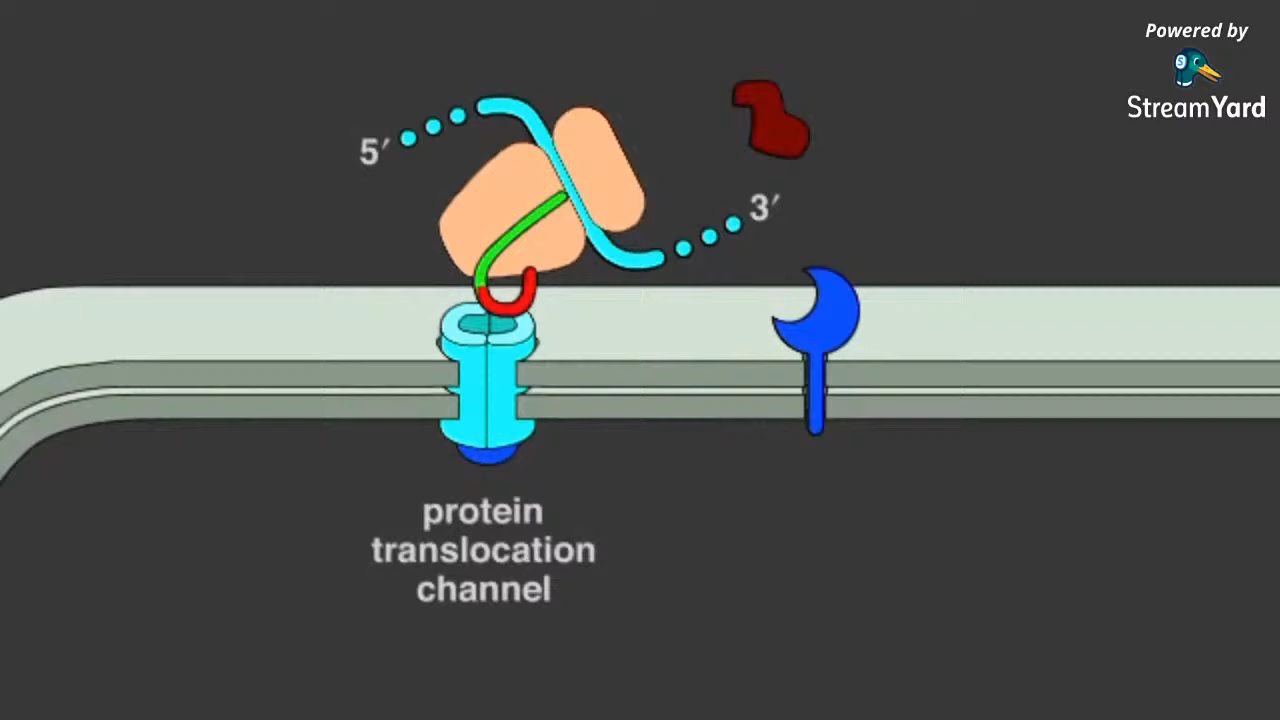 Powered by
StreamYard
5′
3′
protein
translocation
channel